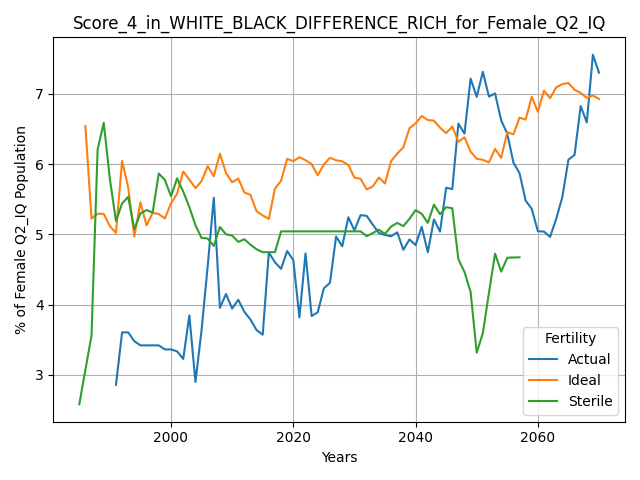 Score_4_in_WHITE_BLACK_DIFFERENCE_RICH_for_Female_Q2_IQ
% of Female Q2_IQ Population
7
6
5
4
3
2000
2020
2040
2060
Years
Fertility
Actual
Ideal
Sterile